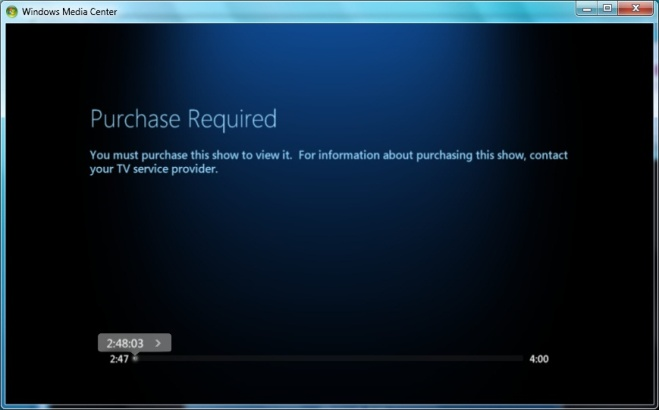 Windows Media Center
Purchase Required
You must purchase this show to view it.  For information about purchasing this show, contact
your TV service provider.
2:48:03 >
2:47 4:00